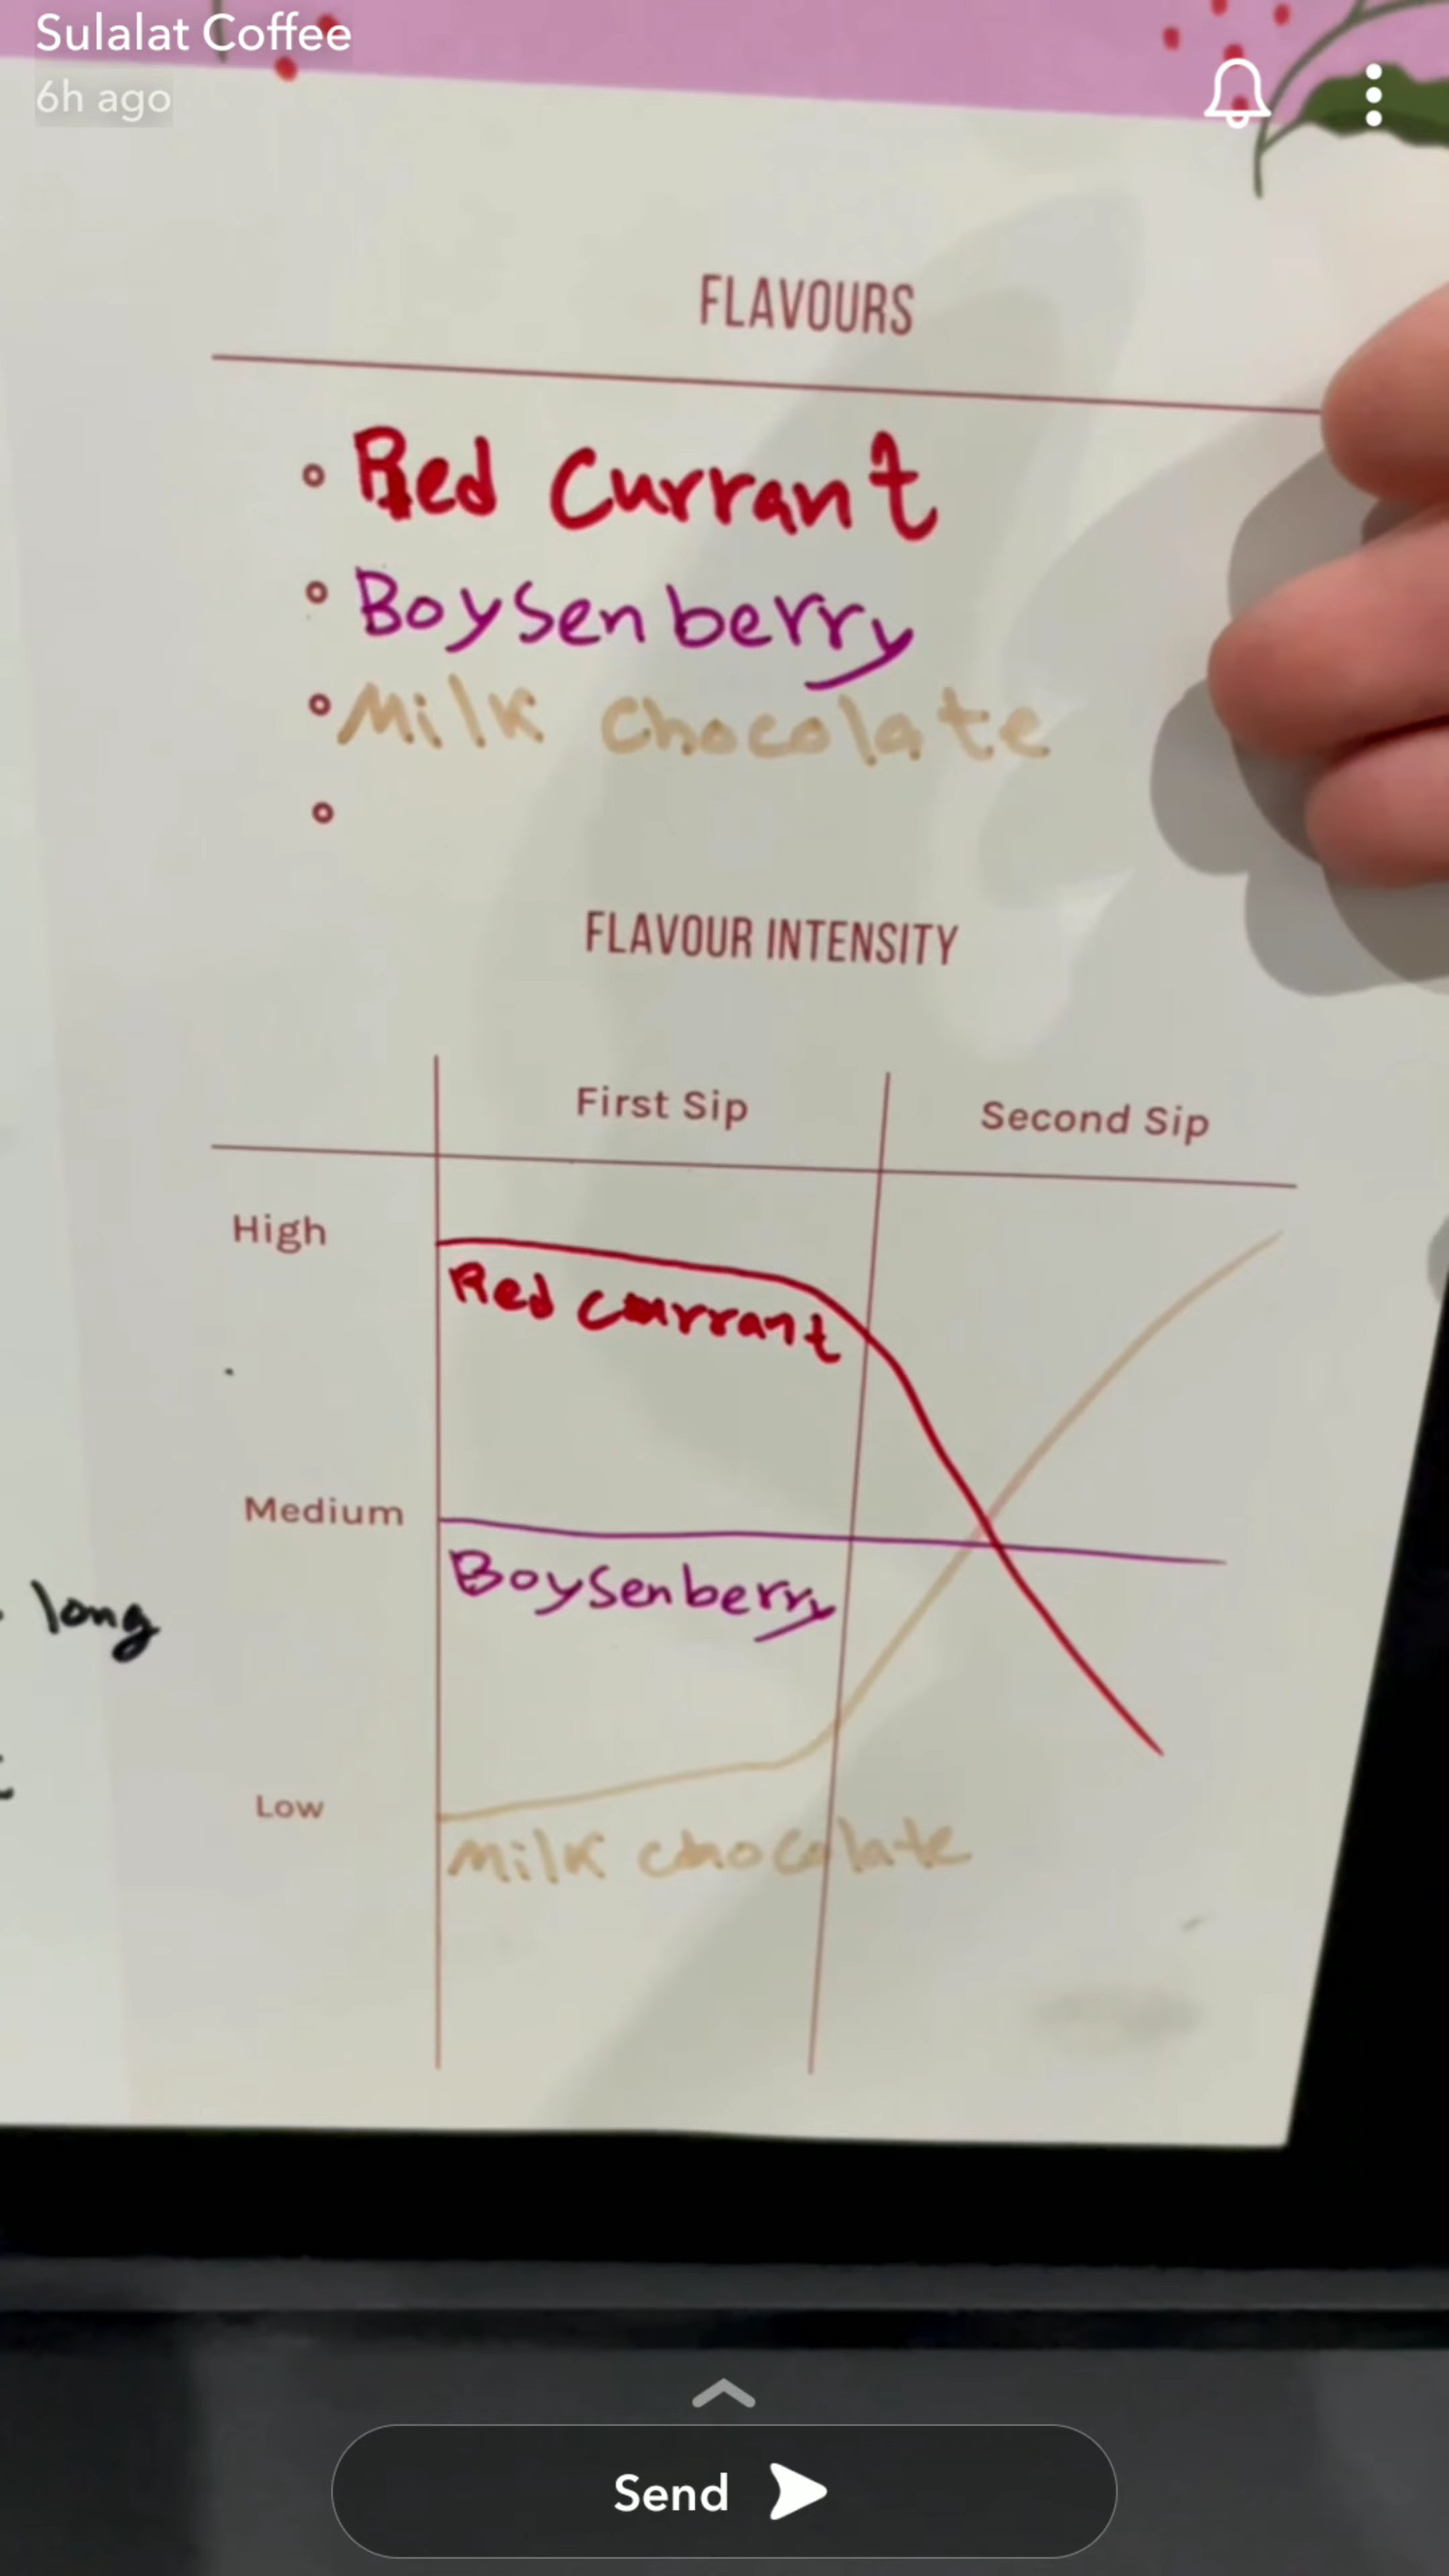 Sulalat Coffee
6h ago
FLAVOURS
Red Currant
Boysenberry
Milk chocolate
FLAVOUR INTENSITY
First Sip
Second Sip
High
Red currant
Medium
Boysenberry
long
Low
Milk chocolate
Send